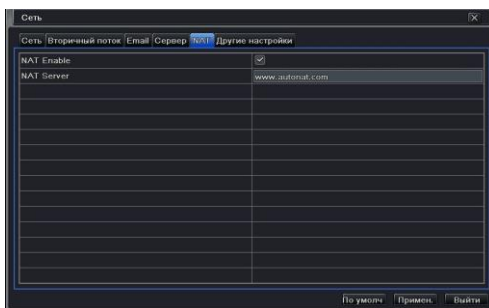 Сеть
Сеть Вторичный поток Email Сервер NAT Другие настройки
NAT Enable
NAT Server www.autonat.com
По умолч Примен. Выйти